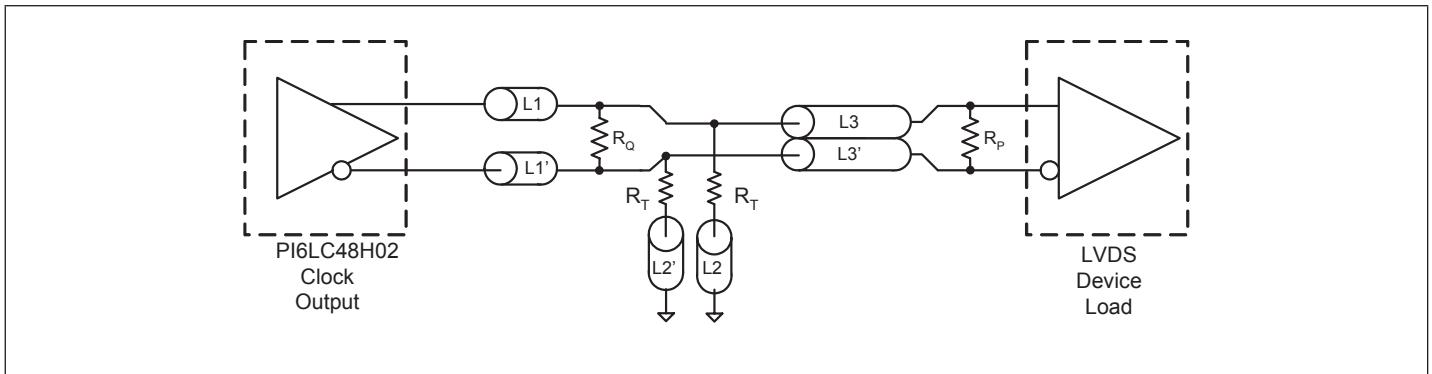 L1
R_Q
L1'
R_T
R_T
L2'
L2
L3
L3'
R_P
PI6LC48H02
Clock
Output
LVDS
Device
Load